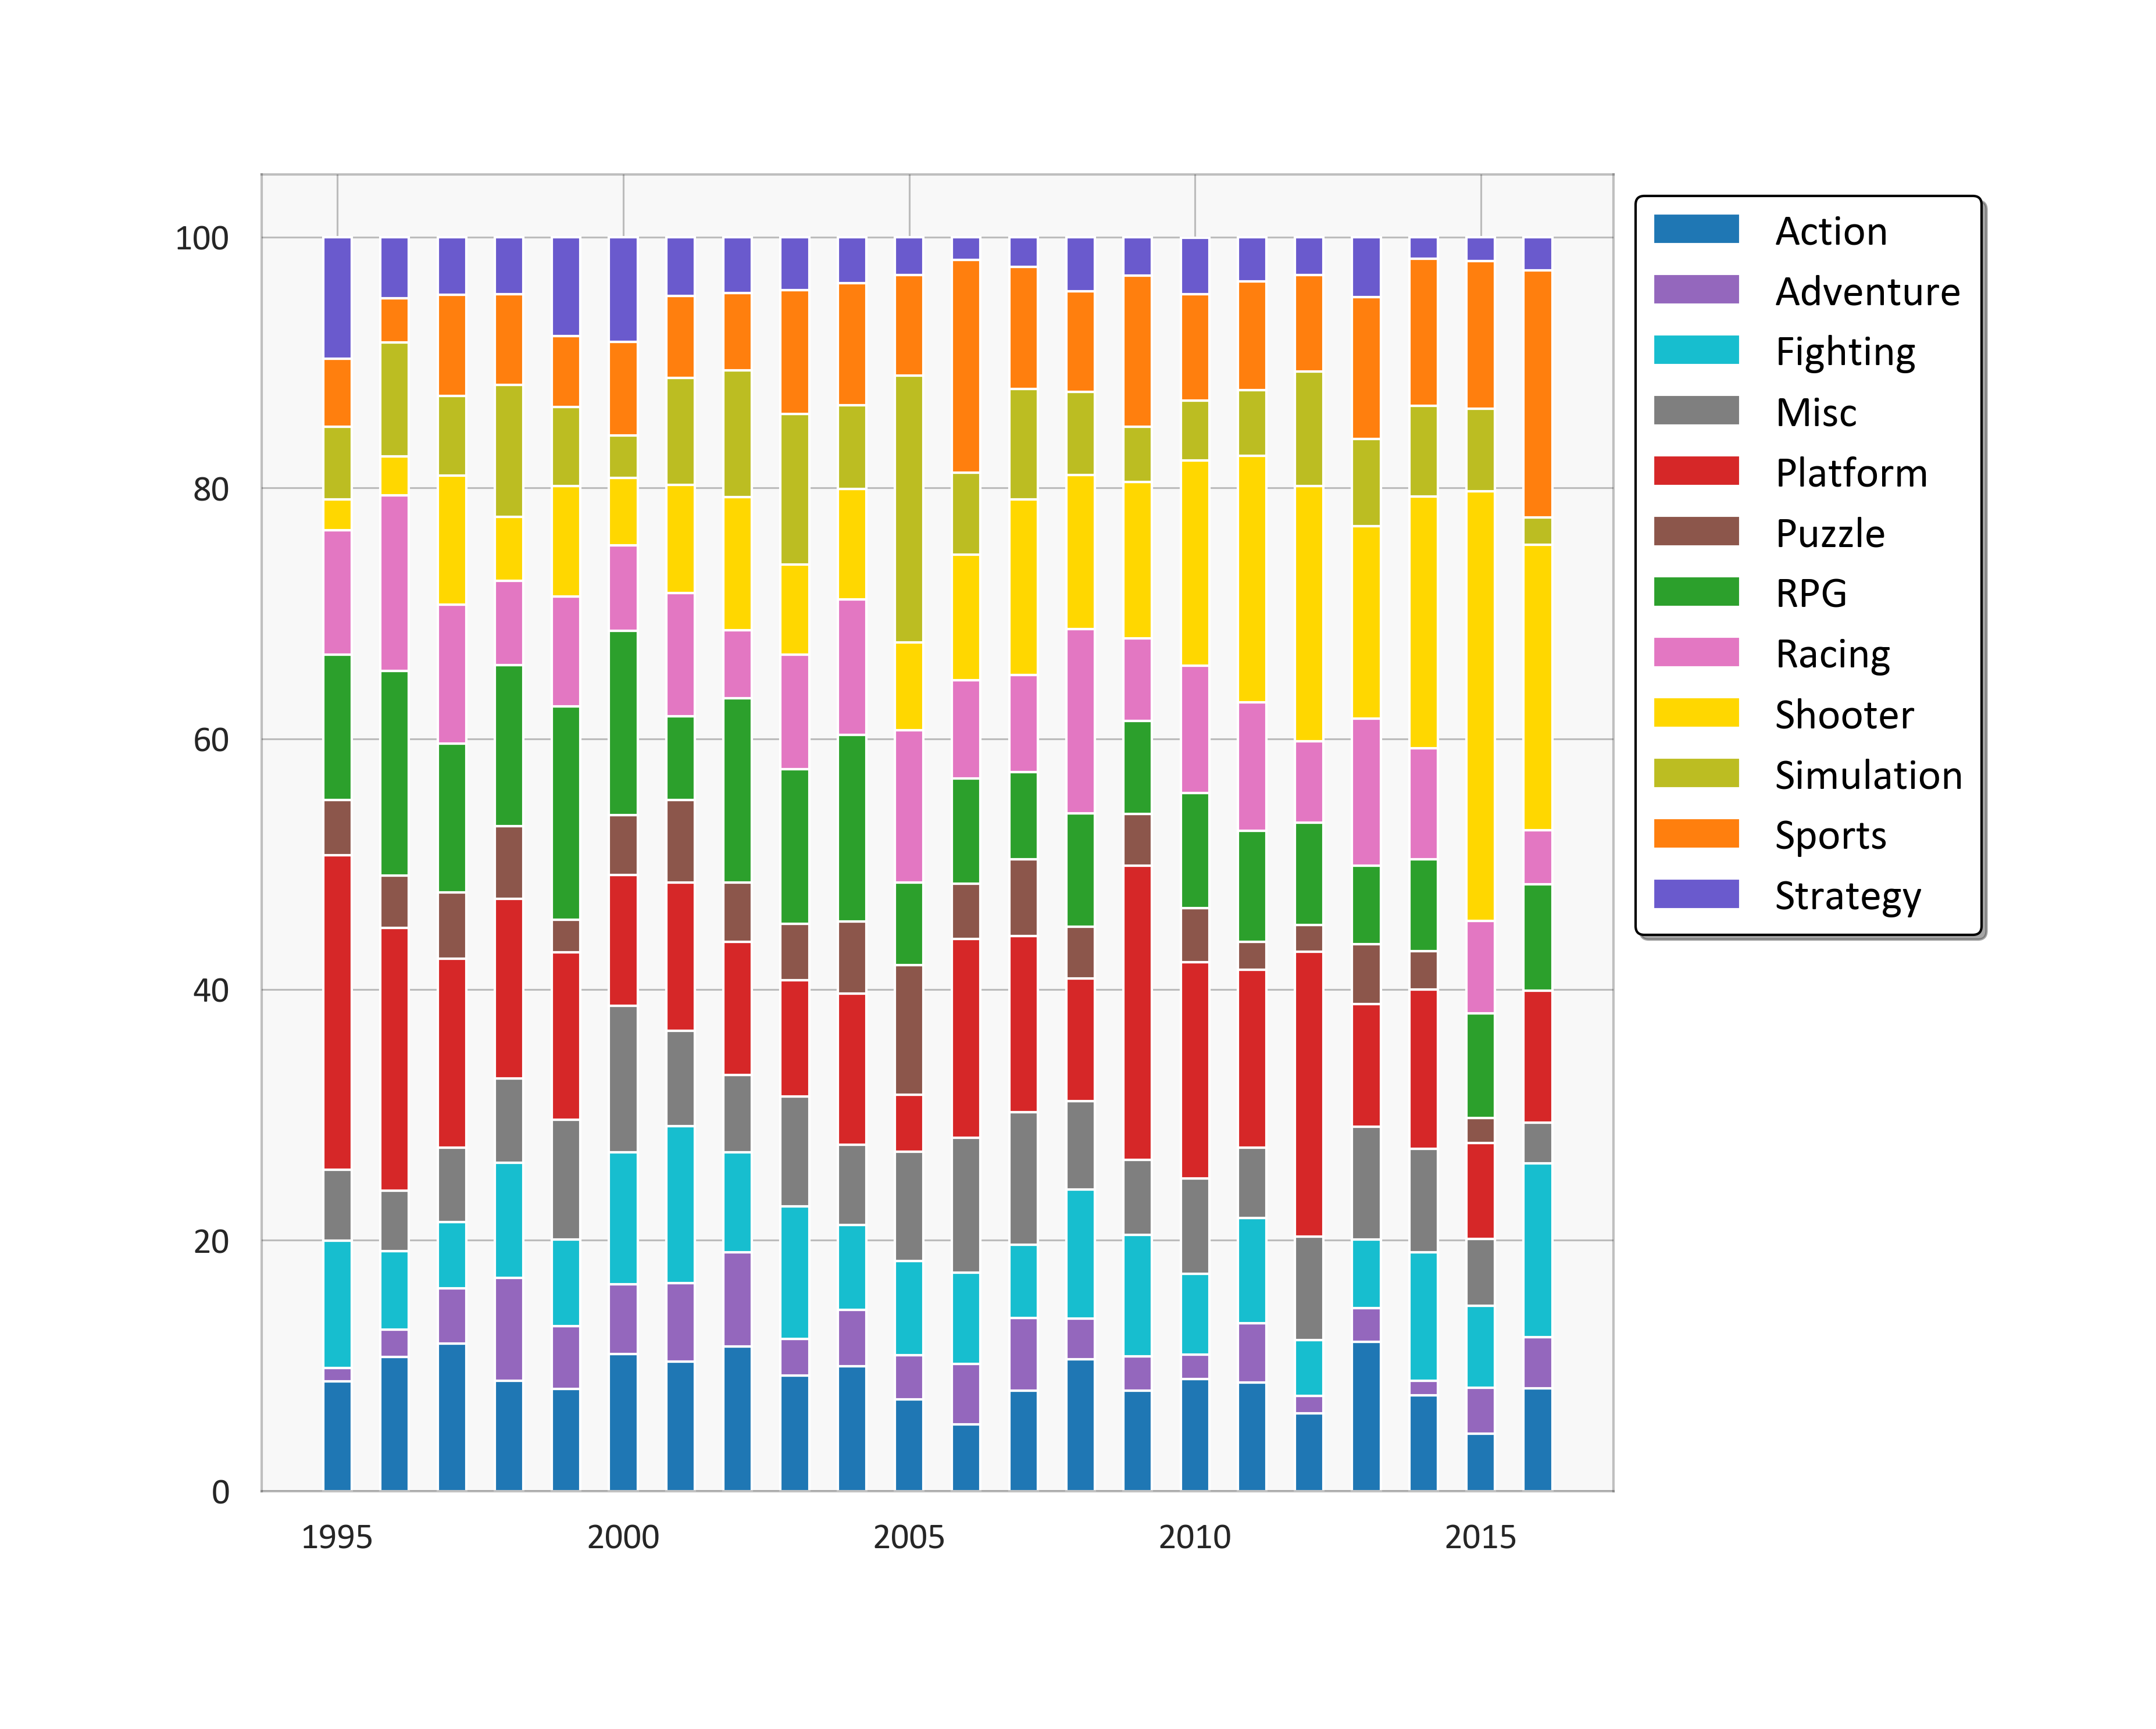 100
80
60
40
20
0
1995 2000 2005 2010 2015
Action
Adventure
Fighting
Misc
Platform
Puzzle
RPG
Racing
Shooter
Simulation
Sports
Strategy